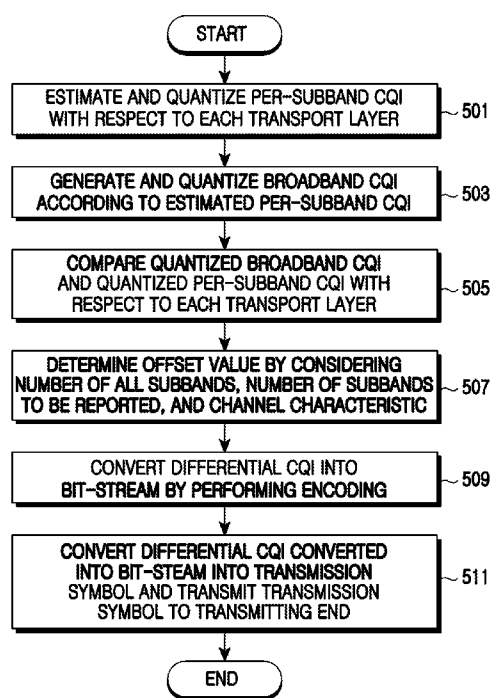 START
ESTIMATE AND QUANTIZE PER-SUBBAND CQI
WITH RESPECT TO EACH TRANSPORT LAYER
501
GENERATE AND QUANTIZE BROADBAND CQI
ACCORDING TO ESTIMATED PER-SUBBAND CQI
503
COMPARE QUANTIZED BROADBAND CQI
AND QUANTIZED PER-SUBBAND CQI WITH
RESPECT TO EACH TRANSPORT LAYER
505
DETERMINE OFFSET VALUE BY CONSIDERING
NUMBER OF ALL SUBBANDS, NUMBER OF SUBBANDS
TO BE REPORTED, AND CHANNEL CHARACTERISTIC
507
CONVERT DIFFERENTIAL CQI INTO
BIT-STREAM BY PERFORMING ENCODING
509
CONVERT DIFFERENTIAL CQI CONVERTED
INTO BIT-STEAM INTO TRANSMISSION
SYMBOL AND TRANSMIT TRANSMISSION
SYMBOL TO TRANSMITTING END
511
END